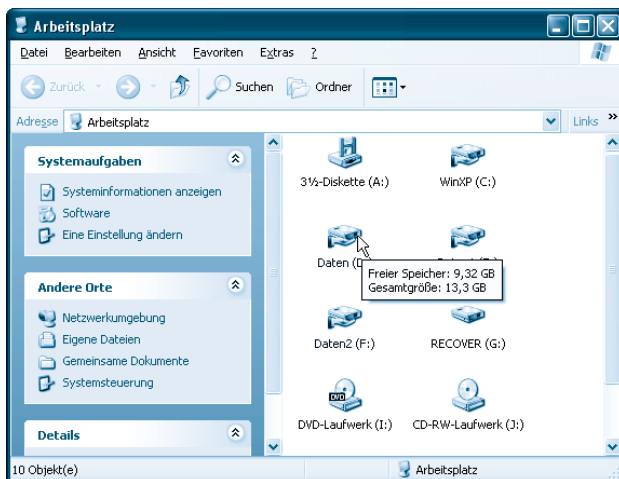 Arbeitsplatz
Datei Bearbeiten Ansicht Favoriten Extras ?
Zurück Suchen Ordner
Adresse Arbeitsplatz Links »
Systemaufgaben
Systeminformationen anzeigen
Software
Eine Einstellung ändern
Andere Orte
Netzwerkumgebung
Eigene Dateien
Gemeinsame Dokumente
Systemsteuerung
Details
3½-Diskette (A:) WinXP (C:)
Daten (D
Freier Speicher: 9,32 GB
Gesamtgröße: 13,3 GB
Daten2 (F:) RECOVER (G:)
DVD
DVD-Laufwerk (I:) CD-RW-Laufwerk (J:)
10 Objekt(e) Arbeitsplatz